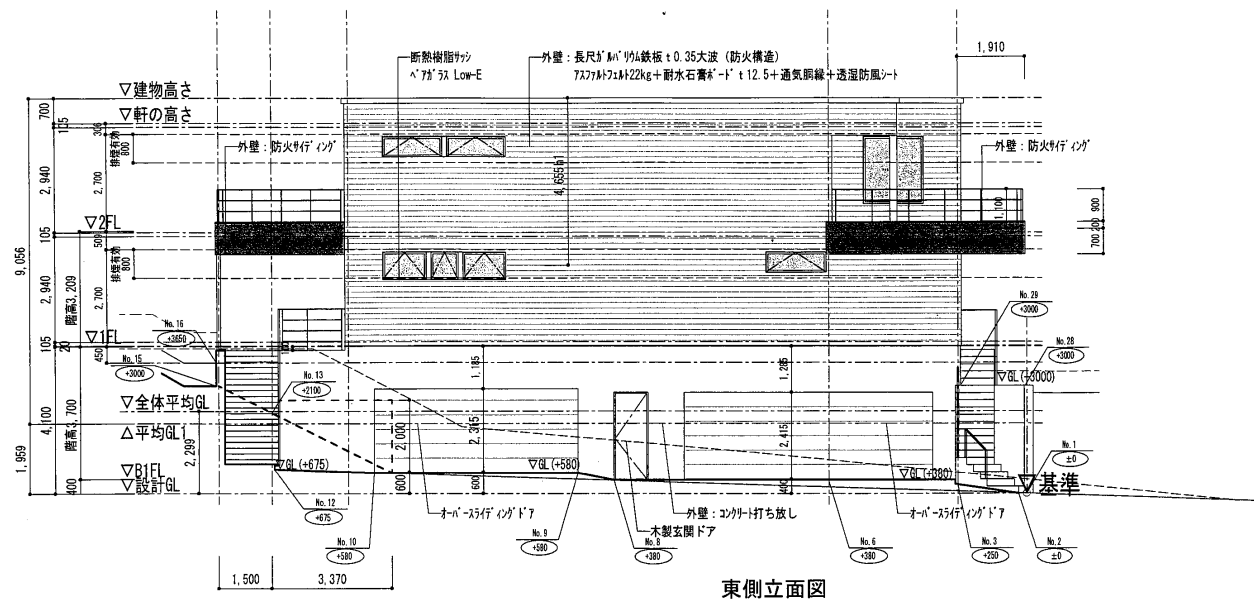 断熱樹脂サッシ
ペアガラス Low-E
外壁：長尺ガルバリウム鉄板 t0.35大波（防火構造）
アスファルトフェルト22kg＋耐水石膏ボード t12.5＋通気胴縁＋透湿防風シート
1,910
▽建物高さ
▽軒の高さ
700
105
306
外壁：防火サイディング
外壁：防火サイディング
排煙有効
800
2,940
2,700
4,655
1,100
900
20
700
▽2FL
105
500
9,056
排煙有効
800
2,940
階高3,209
2,700
▽1FL
105
20
450
No.16
+3650
No.15
+3000
No.13
+2100
No.29
+3000
No.28
+3000
▽GL(+3000)
1,185
1,285
▽全体平均GL
△平均GL1
4,100
階高3,700
2,299
1,959
2,000
2,415
▽B1FL
▽設計GL
400
▽GL(+675)
▽GL(+580)
▽GL(+380)
600
600
400
No.1
±0
基準
No.12
+675
オーバースライディングドア
外壁：コンクリート打ち放し
オーバースライディングドア
木製玄関ドア
No.10
+580
No.9
+580
No.8
+380
No.6
+380
No.3
+250
No.2
±0
1,500
3,370
東側立面図